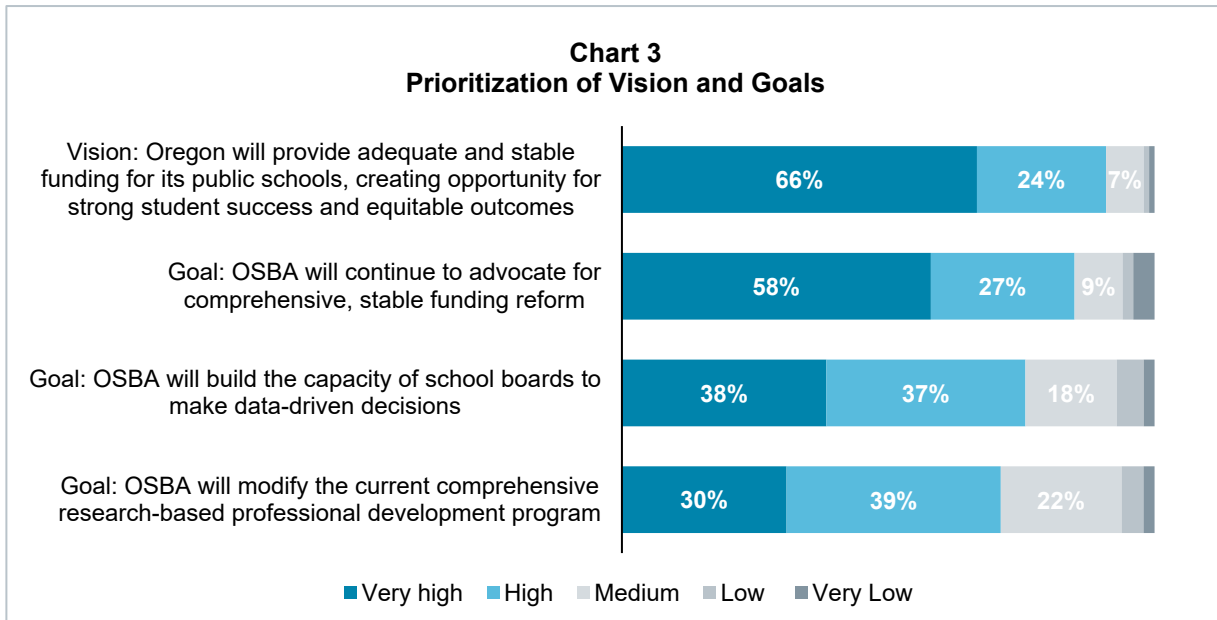 Chart 3
Prioritization of Vision and Goals
Vision: Oregon will provide adequate and stable
funding for its public schools, creating opportunity for
strong student success and equitable outcomes
66%
24%
7%
Goal: OSBA will continue to advocate for
comprehensive, stable funding reform
58%
27%
9%
Goal: OSBA will build the capacity of school boards to
make data-driven decisions
38%
37%
18%
Goal: OSBA will modify the current comprehensive
research-based professional development program
30%
39%
22%
Very high
High
Medium
Low
Very Low